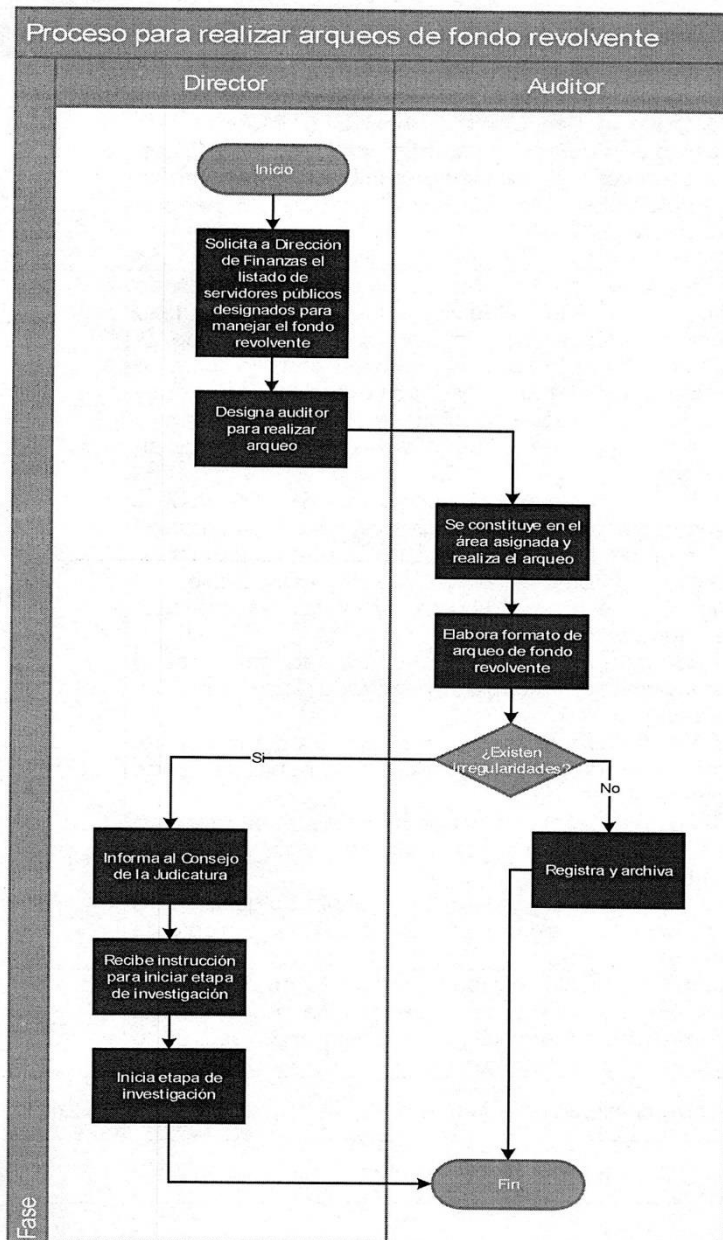 Proceso para realizar arqueos de fondo revolvente
Director
Auditor
Inicio
Solicita a Dirección
de Finanzas el
listado de
servidores públicos
designados para
manejar el fondo
revolvente
Designa auditor
para realizar
arqueo
Se constituye en el
área asignada y
realiza el arqueo
Elabora formato de
arqueo de fondo
revolvente
¿Existen
irregularidades?
Si
No
Informa al Consejo
de la Judicatura
Registra y archiva
Recibe instrucción
para iniciar etapa
de investigación
Inicia etapa de
investigación
Fin
Fase